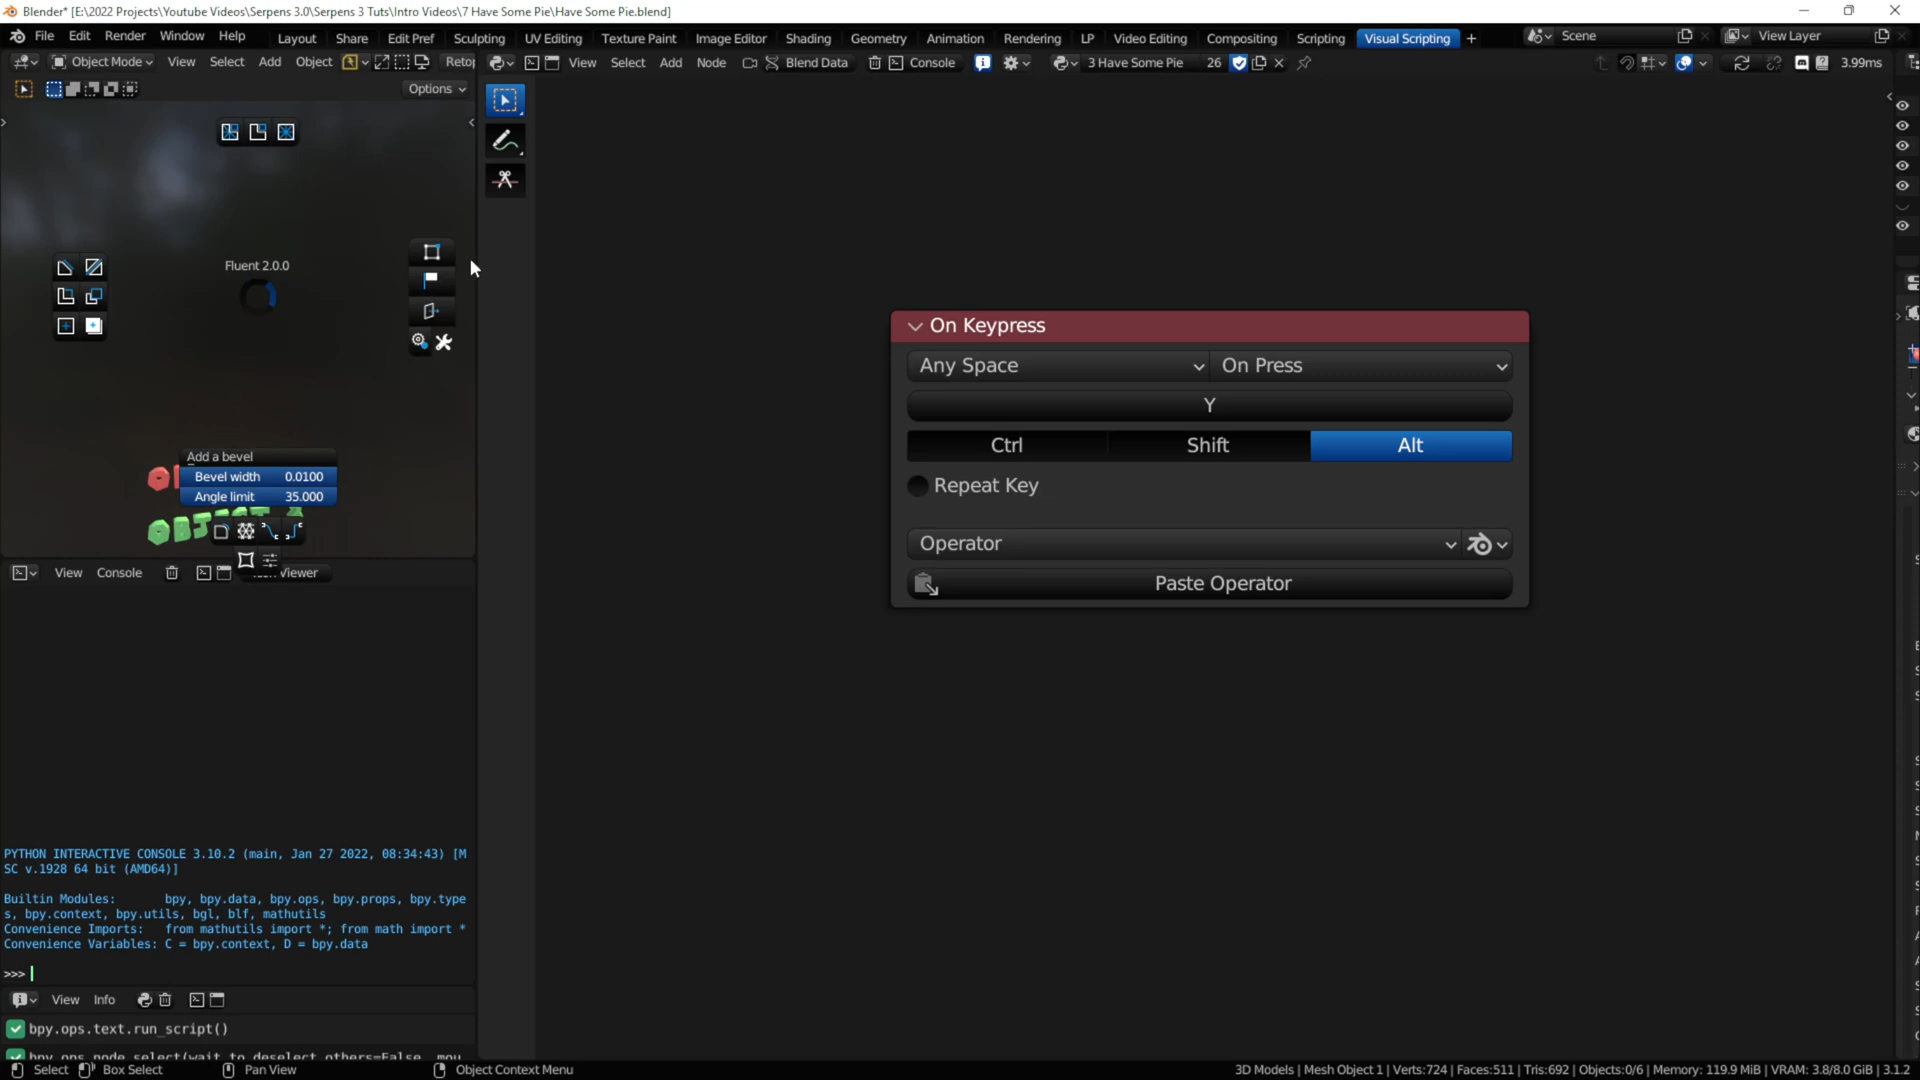 Blender* [E:\2022 Projects\Youtube Videos\Serpens 3.0\Serpens 3 Tuts\Intro Videos\7 Have Some Pie\Have Some Pie.blend]
File Edit Render Window Help Layout Share Edit Pref Sculpting UV Editing Texture Paint Image Editor Shading Geometry Animation Rendering LP Video Editing Compositing Scripting Visual Scripting + Scene View Layer
Object Mode View Select Add Object Retop View Select Add Node Blend Data Console 3 Have Some Pie 26 3.99ms
Options
Fluent 2.0.0
On Keypress
Any Space On Press
Y
Ctrl Shift Alt
Repeat Key
Operator
Paste Operator
Add a bevel
Bevel width 0.0100
Angle limit 35.000
View Console Viewer
PYTHON INTERACTIVE CONSOLE 3.10.2 (main, Jan 27 2022, 08:34:43) [M
SC v.1928 64 bit (AMD64)]
Builtin Modules: bpy, bpy.data, bpy.ops, bpy.props, bpy.type
s, bpy.context, bpy.utils, bgl, blf, mathutils
Convenience Imports: from mathutils import *; from math import *
Convenience Variables: C = bpy.context, D = bpy.data
>>>
View Info
bpy.ops.text.run_script()
bpy.ops.node.select(wait_to_deselect_others=False, mou
Select Box Select Pan View Object Context Menu 3D Models | Mesh Object 1 | Verts:724 | Faces:511 | Tris:692 | Objects:0/6 | Memory: 119.9 MiB | VRAM: 3.8/8.0 GiB | 3.1.2